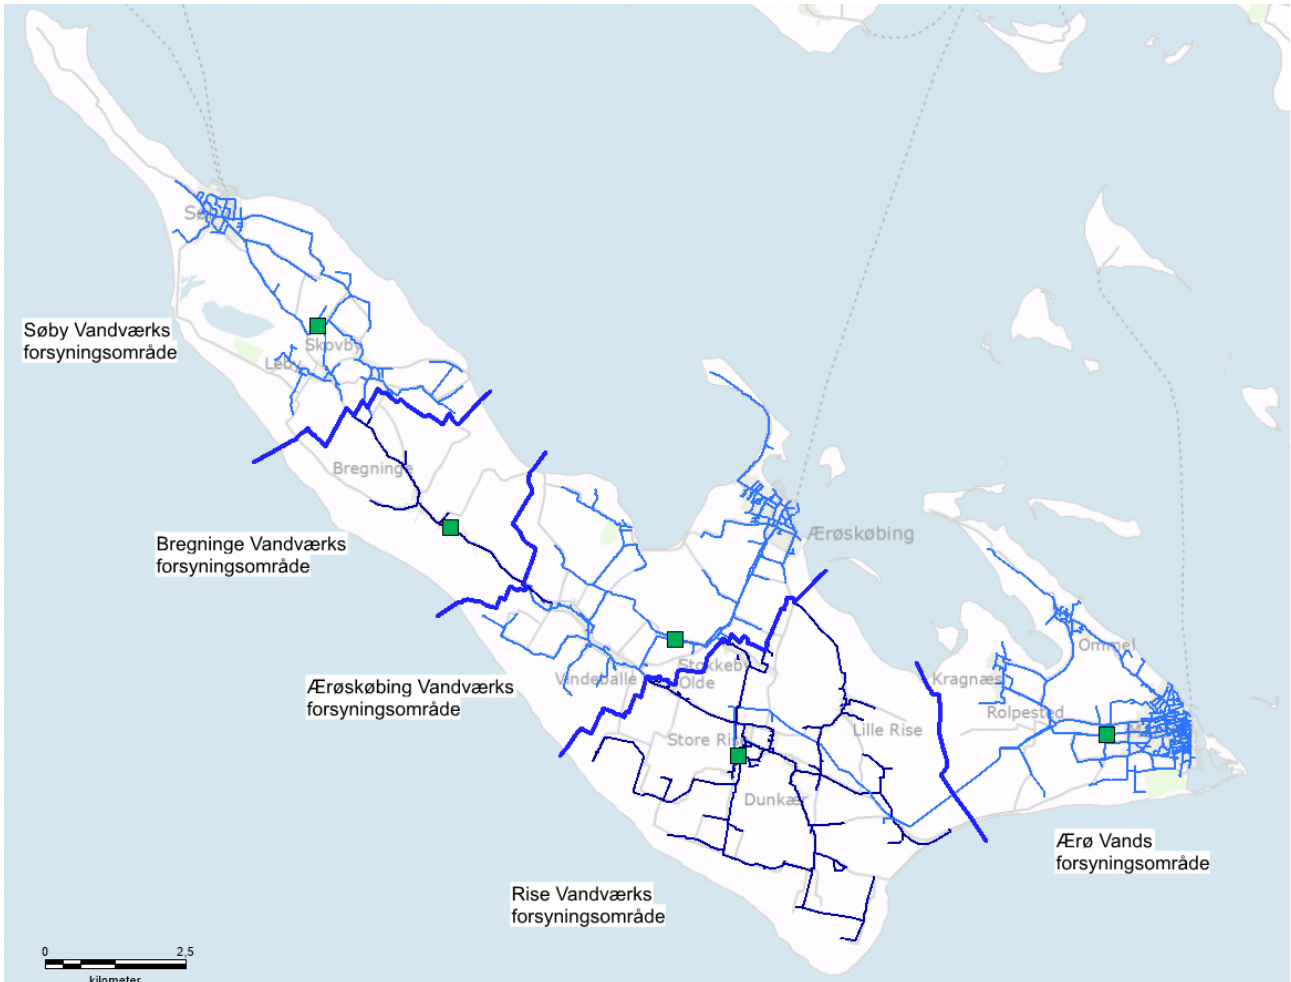 Søby Vandværks
forsyningsområde
Skovby
Leby
Bregninge
Bregninge Vandværks
forsyningsområde
Ærøskøbing
Ærøskøbing Vandværks
forsyningsområde
Vindeballe
Stokkeby
Olde
Ommel
Kragnæs
Rolpested
Store Rise
Lille Rise
Dunkær
Ærø Vands
forsyningsområde
Rise Vandværks
forsyningsområde
0 2,5
kilometer